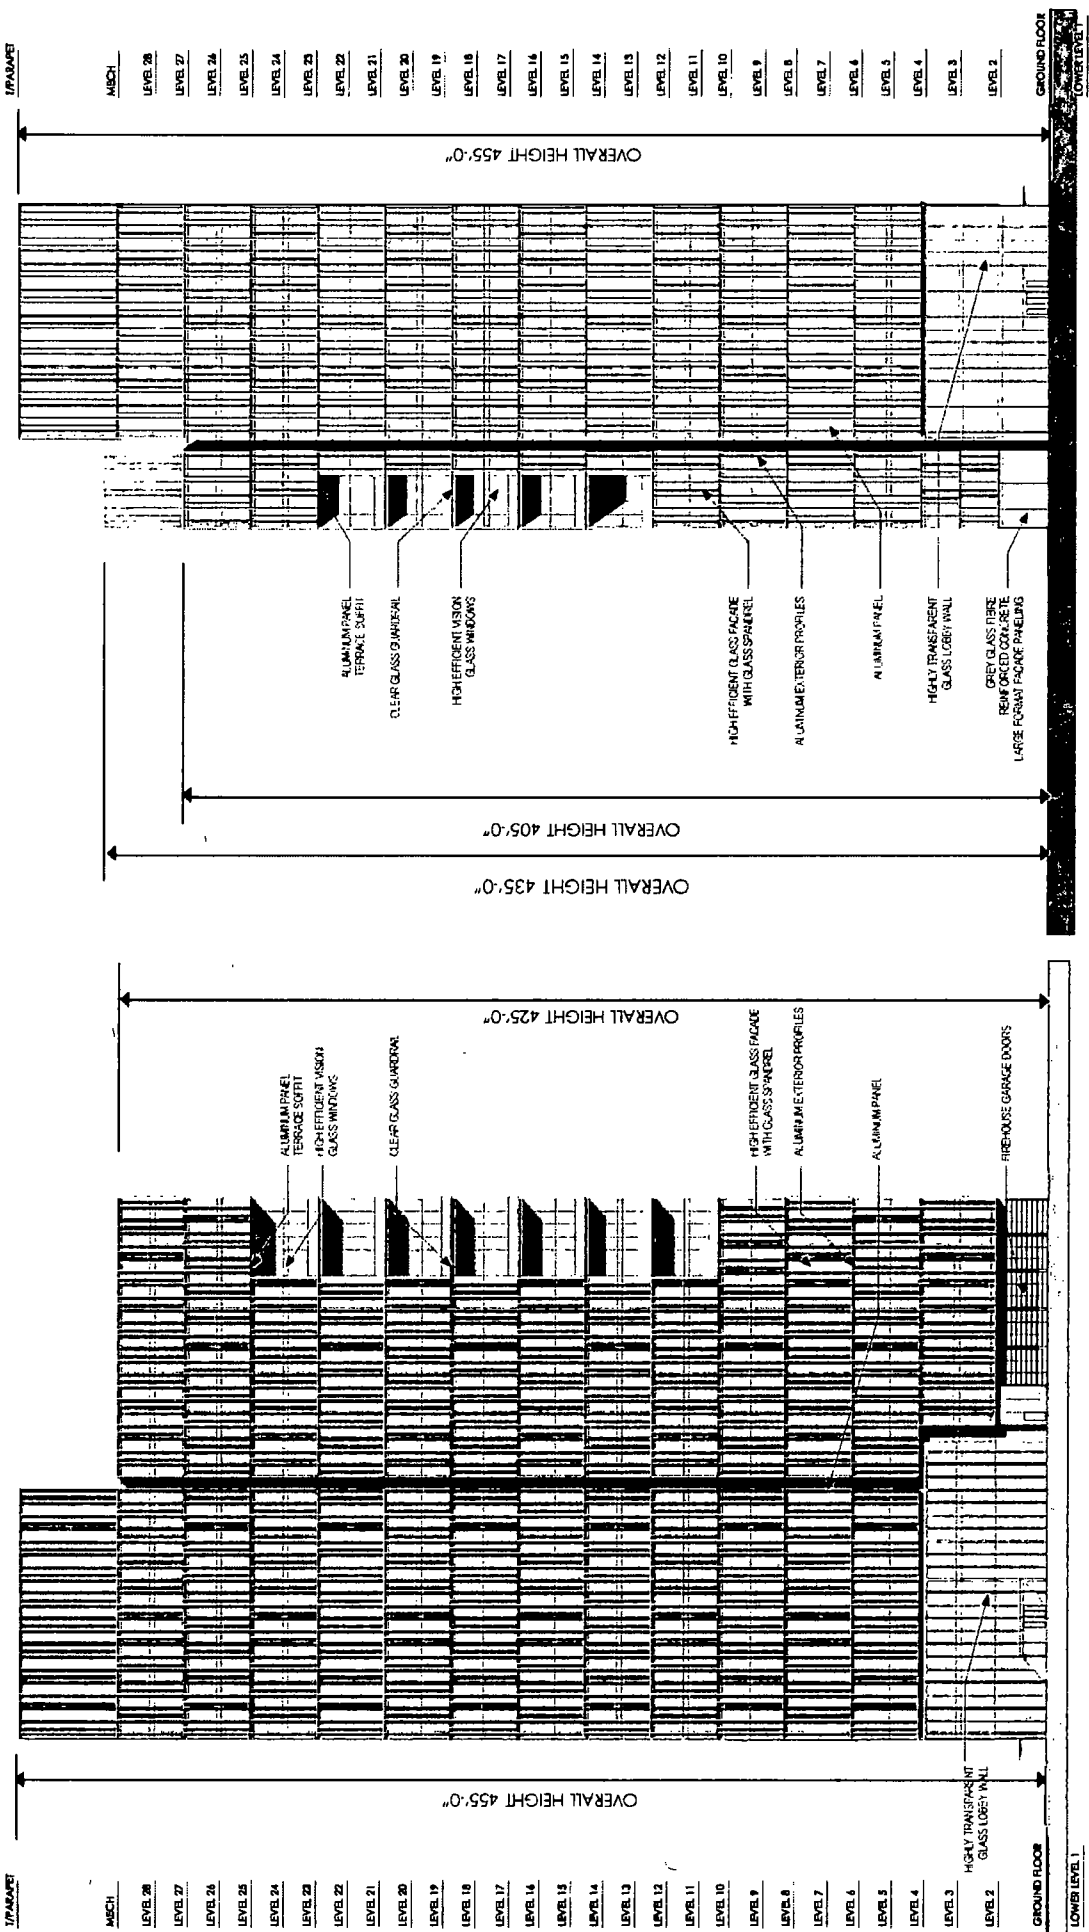 T/PARAPET
MECH
LEVEL 28
LEVEL 27
LEVEL 26
LEVEL 25
LEVEL 24
LEVEL 23
LEVEL 22
LEVEL 21
LEVEL 20
LEVEL 19
LEVEL 18
LEVEL 17
LEVEL 16
LEVEL 15
LEVEL 14
LEVEL 13
LEVEL 12
LEVEL 11
LEVEL 10
LEVEL 9
LEVEL 8
LEVEL 7
LEVEL 6
LEVEL 5
LEVEL 4
LEVEL 3
LEVEL 2
GROUND FLOOR
LOWER LEVEL 1
OVERALL HEIGHT 455'-0"
ALUMINUM PANEL
TERRACE SOFFIT
CLEAR GLASS GUARDRAIL
HIGH EFFICIENT VISION
GLASS WINDOWS
HIGH EFFICIENT GLASS FACADE
WITH GLASS SPANDREL
ALUMINUM EXTERIOR PROFILES
ALUMINUM PANEL
HIGHLY TRANSPARENT
GLASS LOBBY WALL
GREY GLASS FIBRE
REINFORCED CONCRETE
LARGE FORMAT FACADE PANELING
OVERALL HEIGHT 405'-0"
OVERALL HEIGHT 435'-0"
OVERALL HEIGHT 425'-0"
ALUMINUM PANEL
TERRACE SOFFIT
HIGH EFFICIENT VISION
GLASS WINDOWS
CLEAR GLASS GUARDRAIL
HIGH EFFICIENT GLASS FACADE
WITH GLASS SPANDREL
ALUMINUM EXTERIOR PROFILES
ALUMINUM PANEL
FIREHOUSE GARAGE DOORS
HIGHLY TRANSPARENT
GLASS LOBBY WALL
OVERALL HEIGHT 455'-0"
T/PARAPET
MECH
LEVEL 28
LEVEL 27
LEVEL 26
LEVEL 25
LEVEL 24
LEVEL 23
LEVEL 22
LEVEL 21
LEVEL 20
LEVEL 19
LEVEL 18
LEVEL 17
LEVEL 16
LEVEL 15
LEVEL 14
LEVEL 13
LEVEL 12
LEVEL 11
LEVEL 10
LEVEL 9
LEVEL 8
LEVEL 7
LEVEL 6
LEVEL 5
LEVEL 4
LEVEL 3
LEVEL 2
GROUND FLOOR
LOWER LEVEL 1